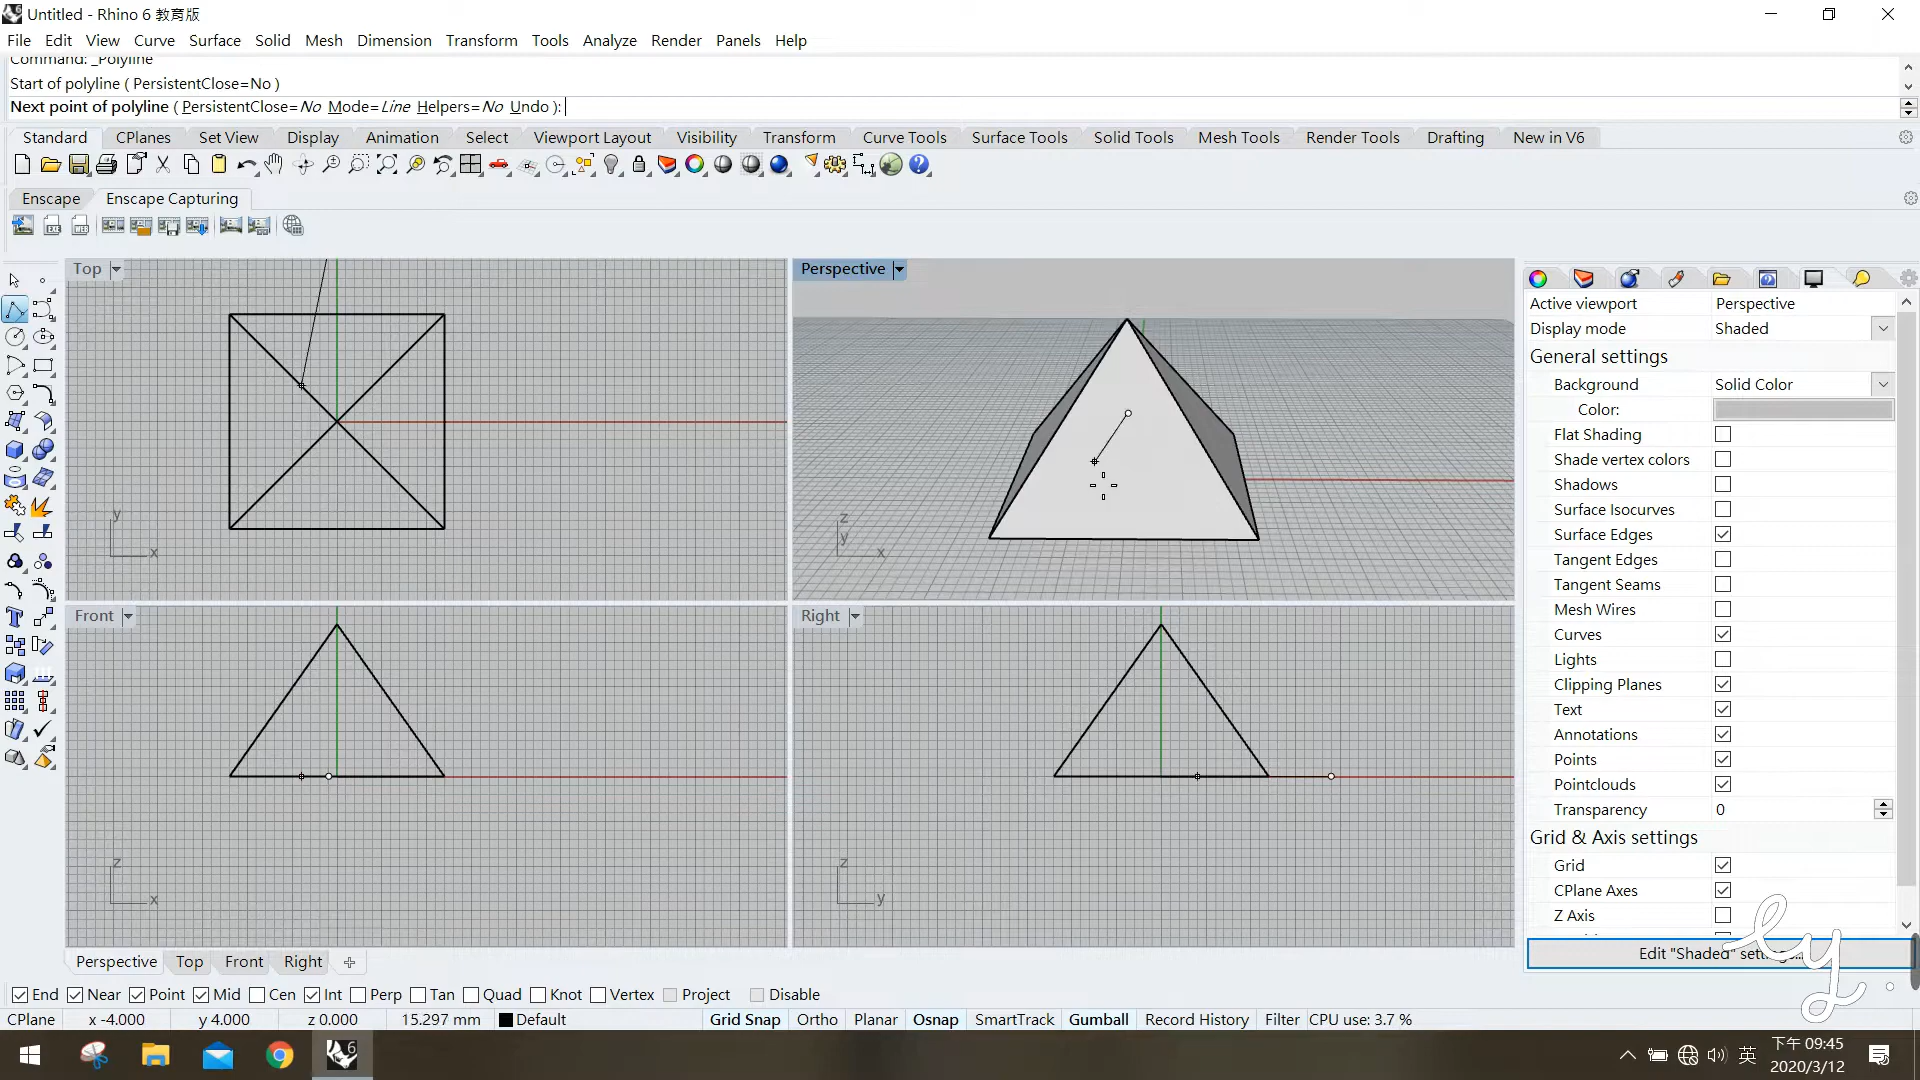 Untitled - Rhino 6 教育版
File Edit View Curve Surface Solid Mesh Dimension Transform Tools Analyze Render Panels Help
Command: _Polyline
Start of polyline ( PersistentClose=No )
Next point of polyline ( PersistentClose=No Mode=Line Helpers=No Undo ):
Standard CPlanes Set View Display Animation Select Viewport Layout Visibility Transform Curve Tools Surface Tools Solid Tools Mesh Tools Render Tools Drafting New in V6
Enscape Enscape Capturing
Top
Perspective
y
x
z
y
x
Front
Right
z
x
z
y
Active viewport Perspective
Display mode Shaded
General settings
Background Solid Color
Color:
Flat Shading
Shade vertex colors
Shadows
Surface Isocurves
Surface Edges
Tangent Edges
Tangent Seams
Mesh Wires
Curves
Lights
Clipping Planes
Text
Annotations
Points
Pointclouds
Transparency 0
Grid & Axis settings
Grid
CPlane Axes
Z Axis
Edit "Shaded" settings...
ly
Perspective Top Front Right
End Near Point Mid Cen Int Perp Tan Quad Knot Vertex Project Disable
CPlane x -4.000 y 4.000 z 0.000 15.297 mm Default Grid Snap Ortho Planar Osnap SmartTrack Gumball Record History Filter CPU use: 3.7 %
6
英
下午 09:45
2020/3/12